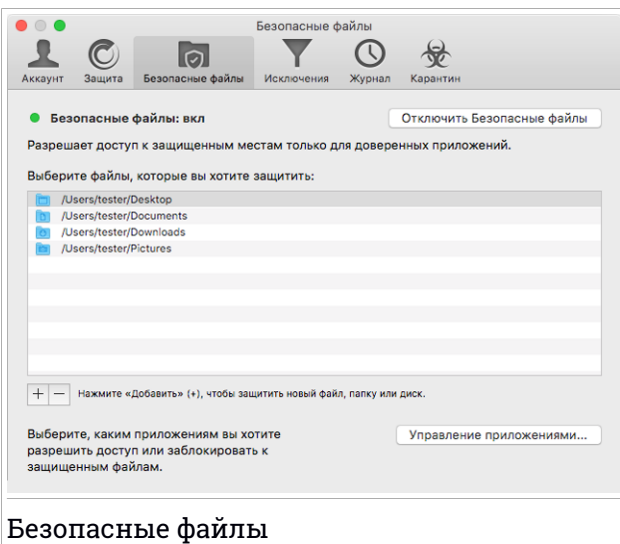 Безопасные файлы
Аккаунт Защита Безопасные файлы Исключения Журнал Карантин
Безопасные файлы: вкл
Отключить Безопасные файлы
Разрешает доступ к защищенным местам только для доверенных приложений.
Выберите файлы, которые вы хотите защитить:
/Users/tester/Desktop
/Users/tester/Documents
/Users/tester/Downloads
/Users/tester/Pictures
+ − Нажмите «Добавить» (+), чтобы защитить новый файл, папку или диск.
Выберите, каким приложениям вы хотите
разрешить доступ или заблокировать к
защищенным файлам.
Управление приложениями...
Безопасные файлы